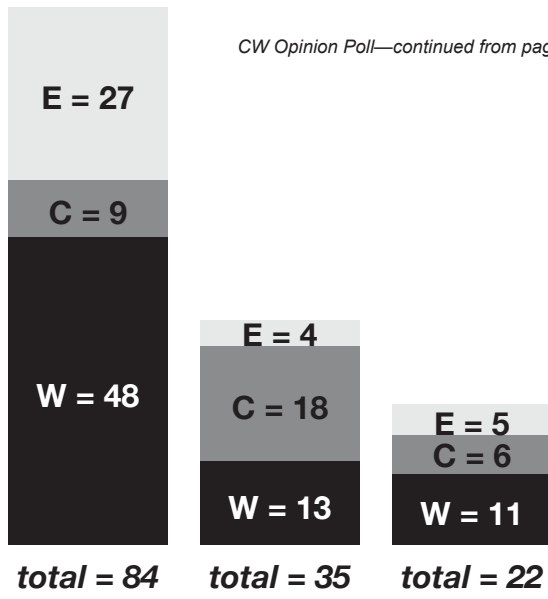 CW Opinion Poll—continued from
E = 27
C = 9
W = 48
total = 84
E = 4
C = 18
W = 13
total = 35
E = 5
C = 6
W = 11
total = 22